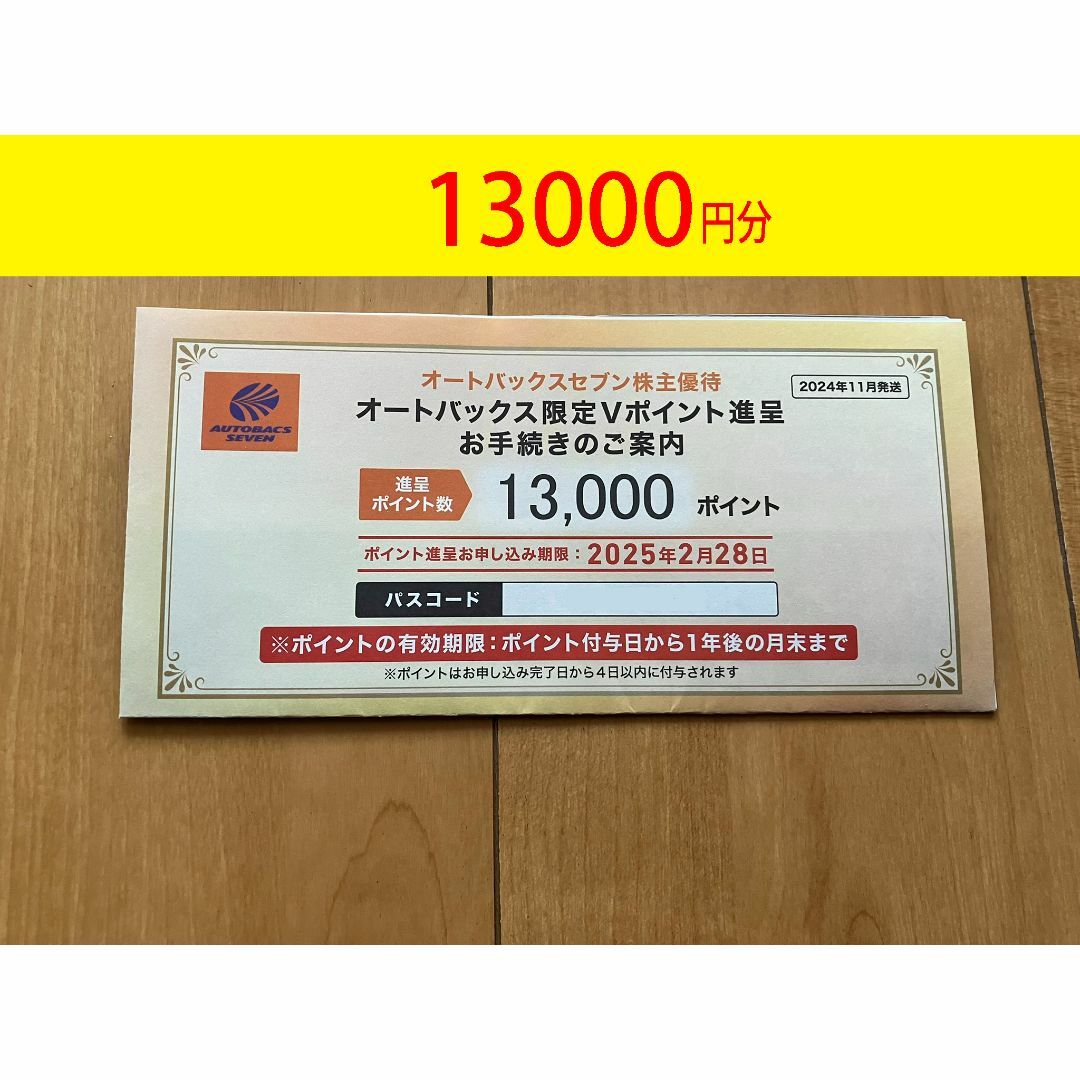 13000円分
オートバックスセブン株主優待
2024年11月発送
AUTOBACS
SEVEN
オートバックス限定Vポイント進呈
お手続きのご案内
進呈
ポイント数
13,000 ポイント
ポイント進呈お申し込み期限：2025年2月28日
パスコード
※ポイントの有効期限：ポイント付与日から1年後の月末まで
※ポイントはお申し込み完了日から4日以内に付与されます